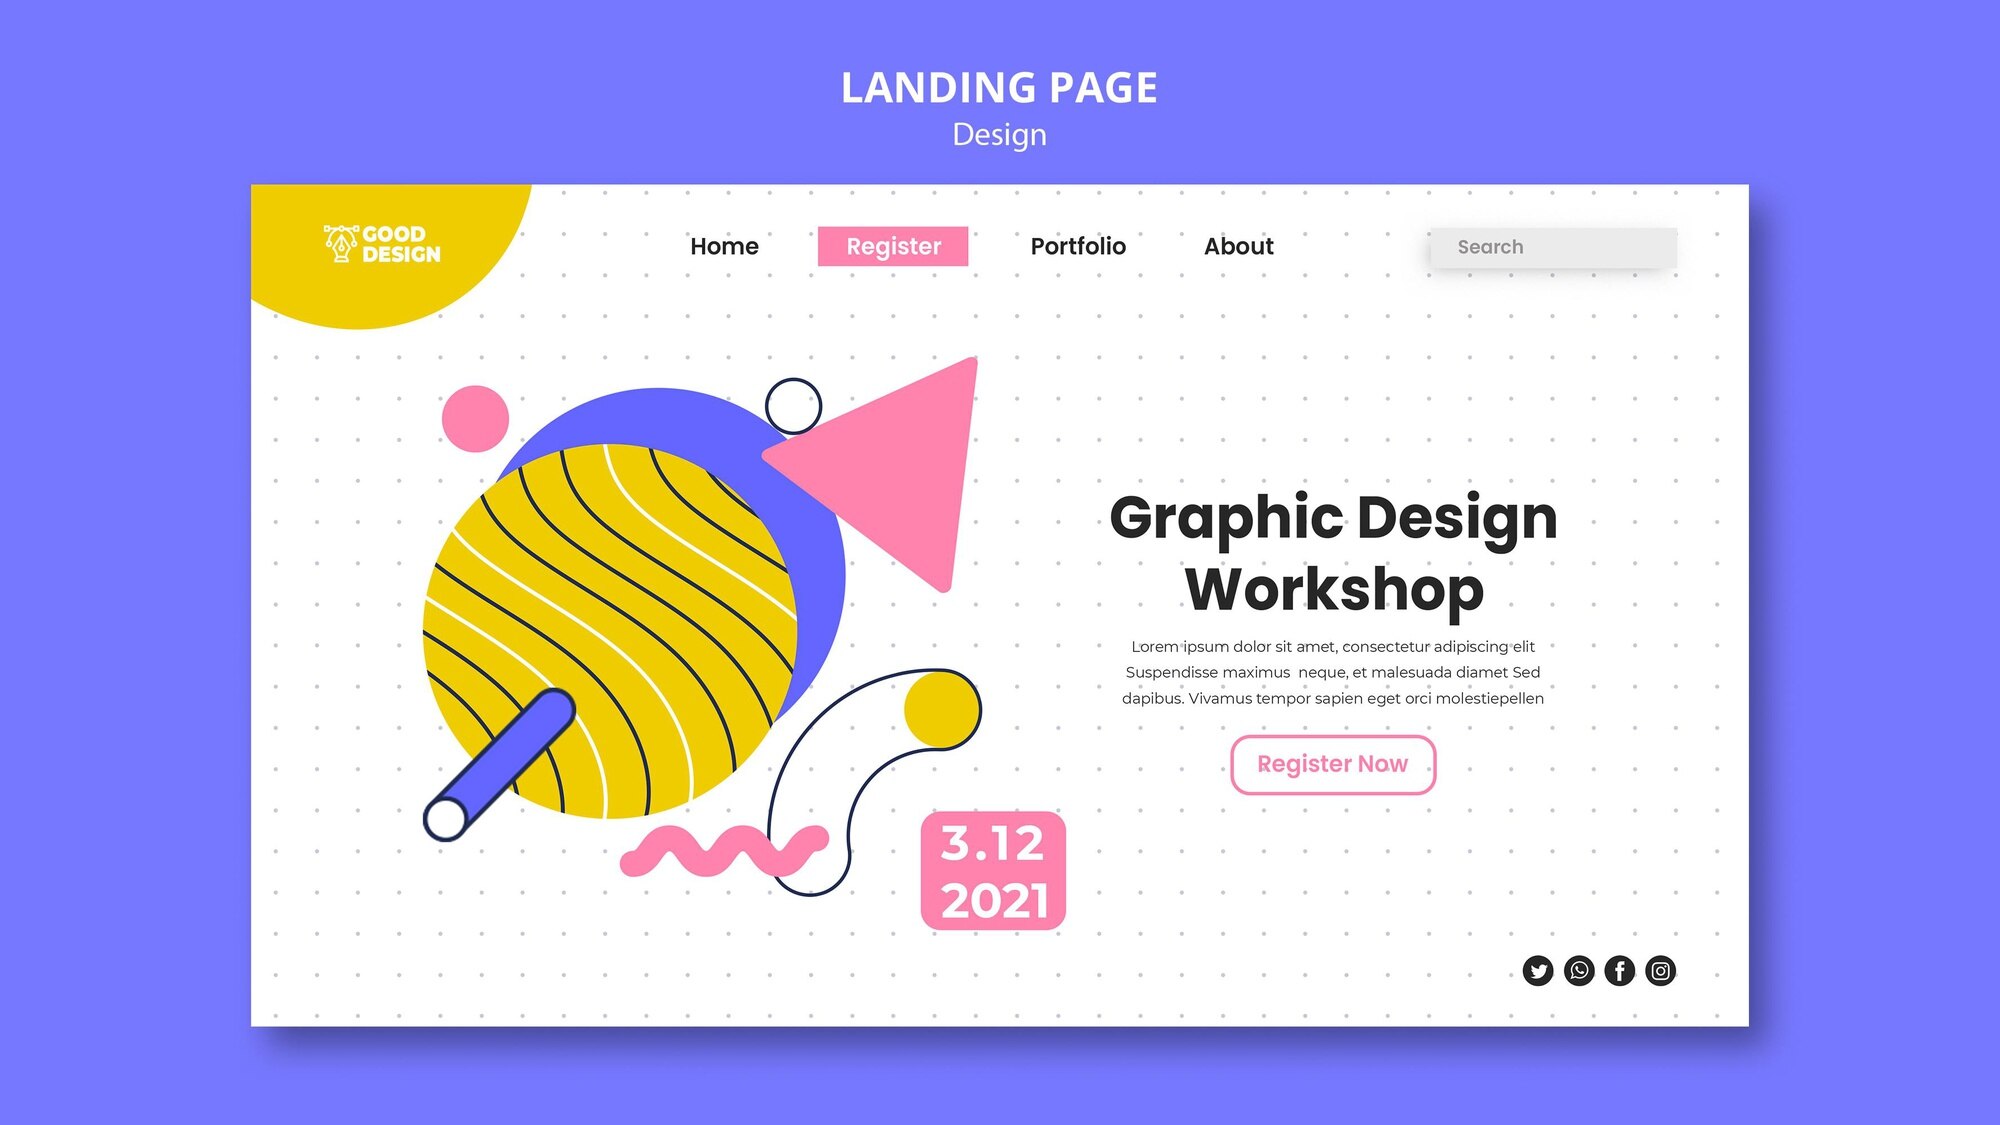 LANDING PAGE
Design
GOOD
DESIGN
Home
Register
Portfolio
About
Search
Graphic Design
Workshop
Lorem ipsum dolor sit amet, consectetur adipiscing elit
Suspendisse maximus neque, et malesuada diamet Sed
dapibus. Vivamus tempor sapien eget orci molestiepellen
Register Now
3.12
2021